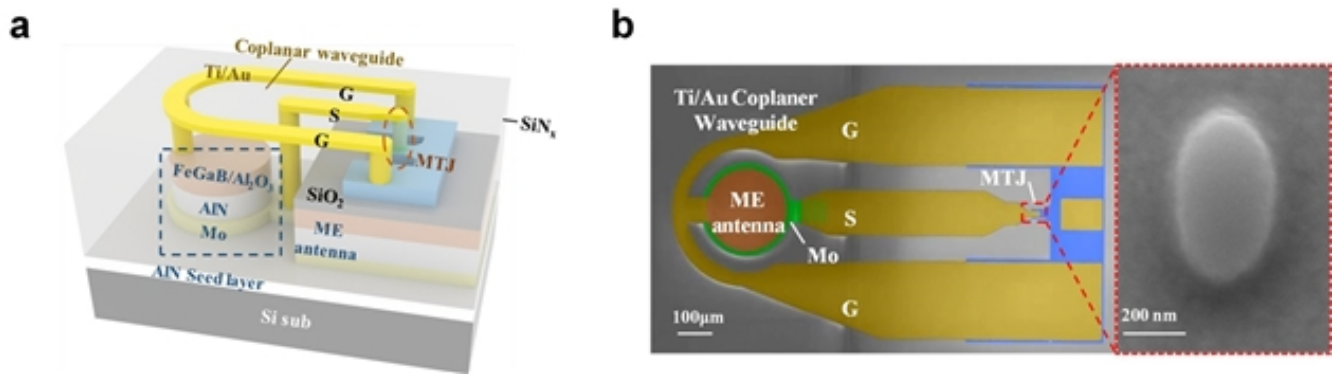 a
Coplanar waveguide
Ti/Au
G
S
G
SiNx
MTJ
FeGaB/Al2O3
SiO2
AlN
Mo
ME
antenna
AlN Seed layer
Si sub
b
Ti/Au Coplaner
Waveguide
G
MTJ
ME
antenna
S
Mo
G
100μm
200 nm